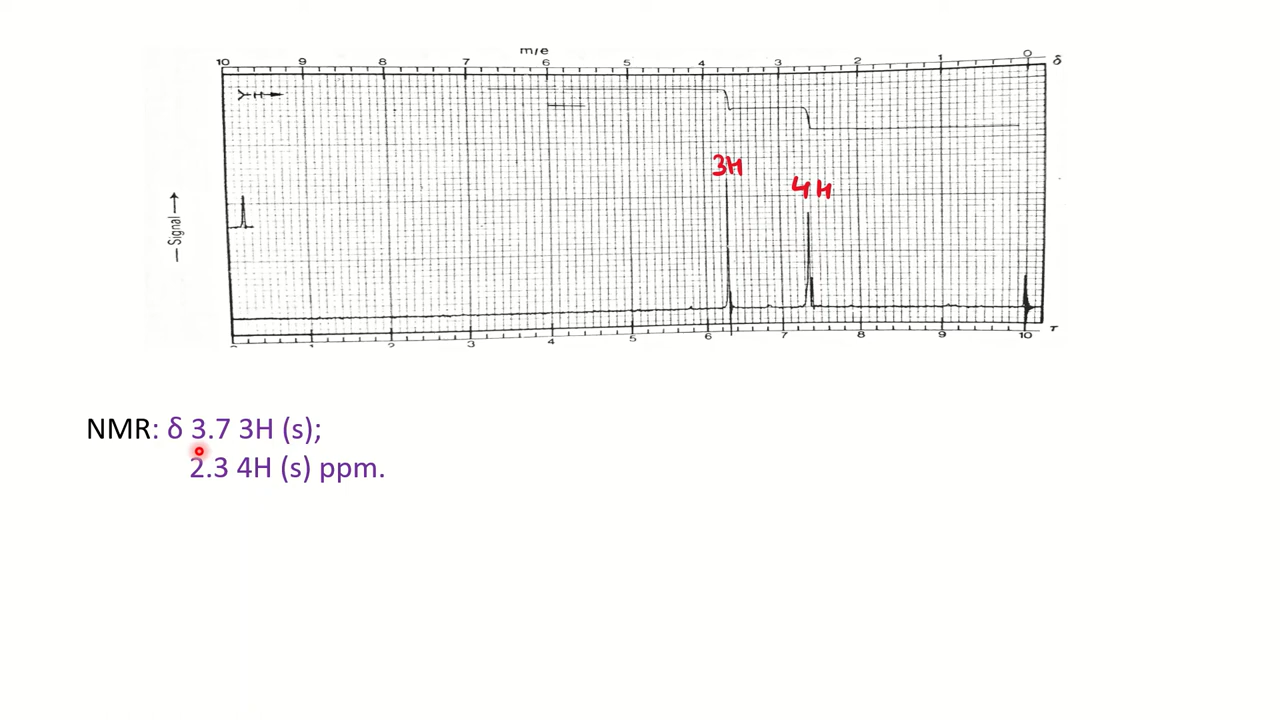 m/e
10 9 8 7 6 5 4 3 2 1 0 δ
H
3H
4H
Signal
1 2 3 4 5 6 7 8 9 10 τ
NMR: δ 3.7 3H (s);
2.3 4H (s) ppm.